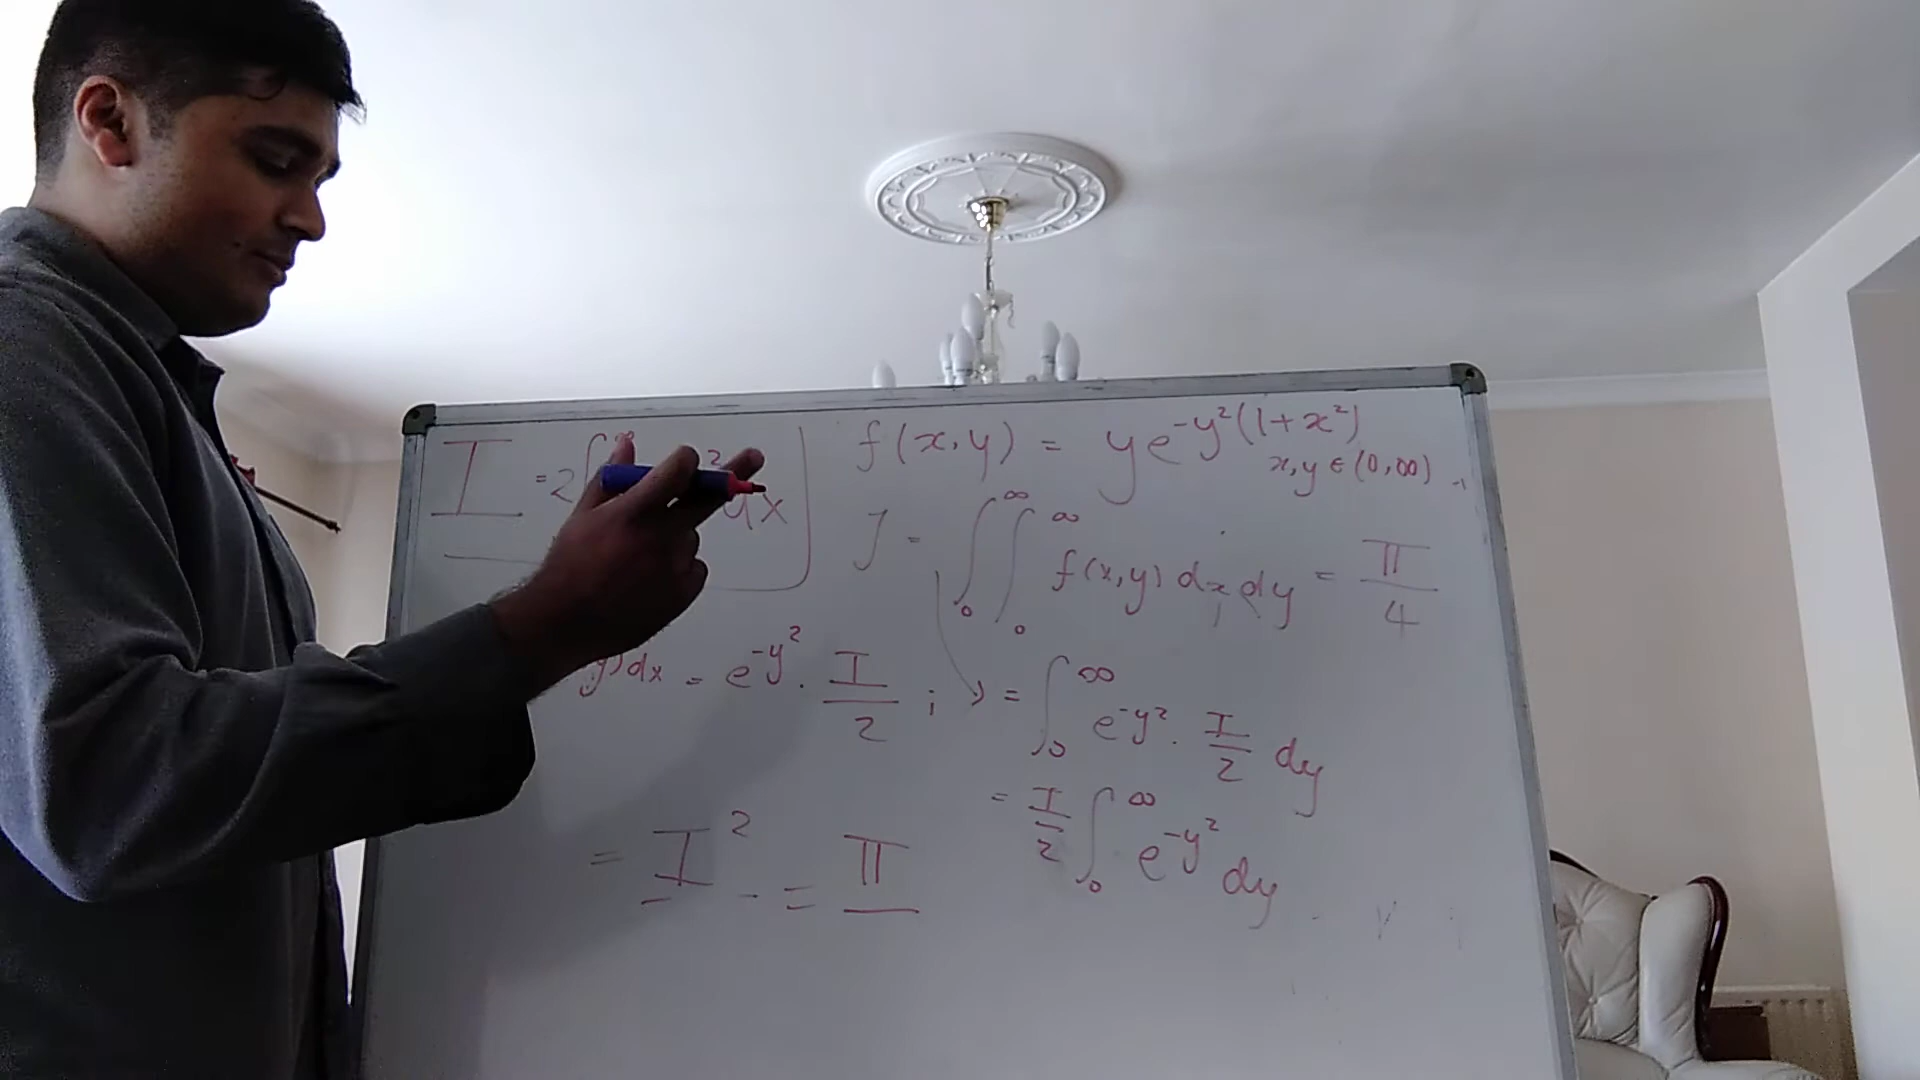 I = 2∫ ² dx
f(x,y) = ye^{-y²(1+x²)}
x,y ∈ (0,∞)
J = ∫₀^∞ ∫₀^∞ f(x,y) dx dy = π/4
y) dx = e^{-y²} · I/2 ; ) = ∫₀^∞ e^{-y²} · I/2 dy
= I/2 ∫₀^∞ e^{-y²} dy
= I² = π